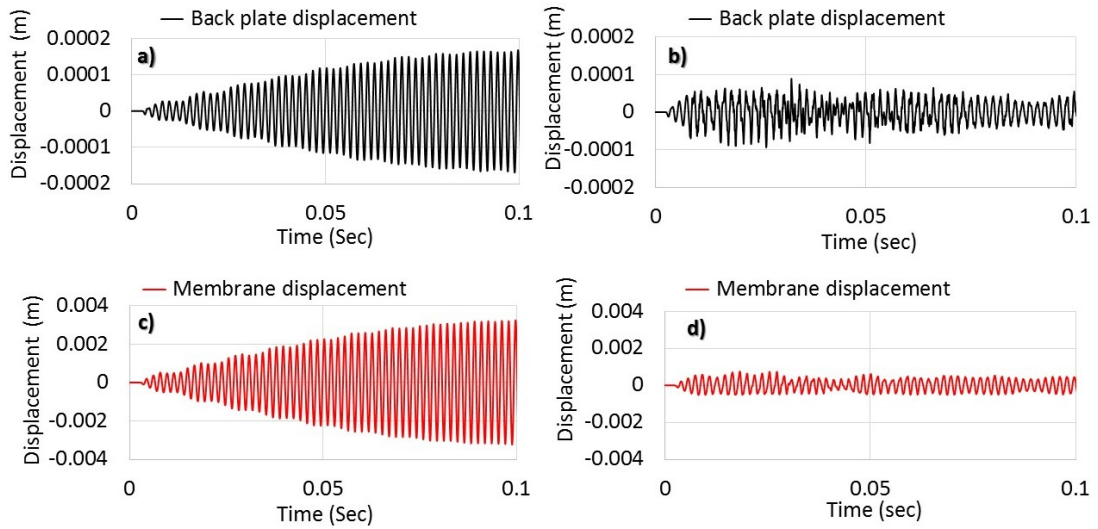 Back plate displacement
Displacement (m)
a)
0.0002
0.0001
0
-0.0001
-0.0002
0
0.05
0.1
Time (Sec)
Back plate displacement
Displacement (m)
b)
0.0002
0.0001
0
-0.0001
-0.0002
0
0.05
0.1
Time (sec)
Membrane displacement
Displacement (m)
c)
0.004
0.002
0
-0.002
-0.004
0
0.05
0.1
Time (Sec)
Membrane displacement
Displacement (m)
d)
0.004
0.002
0
-0.002
-0.004
0
0.05
0.1
Time (sec)